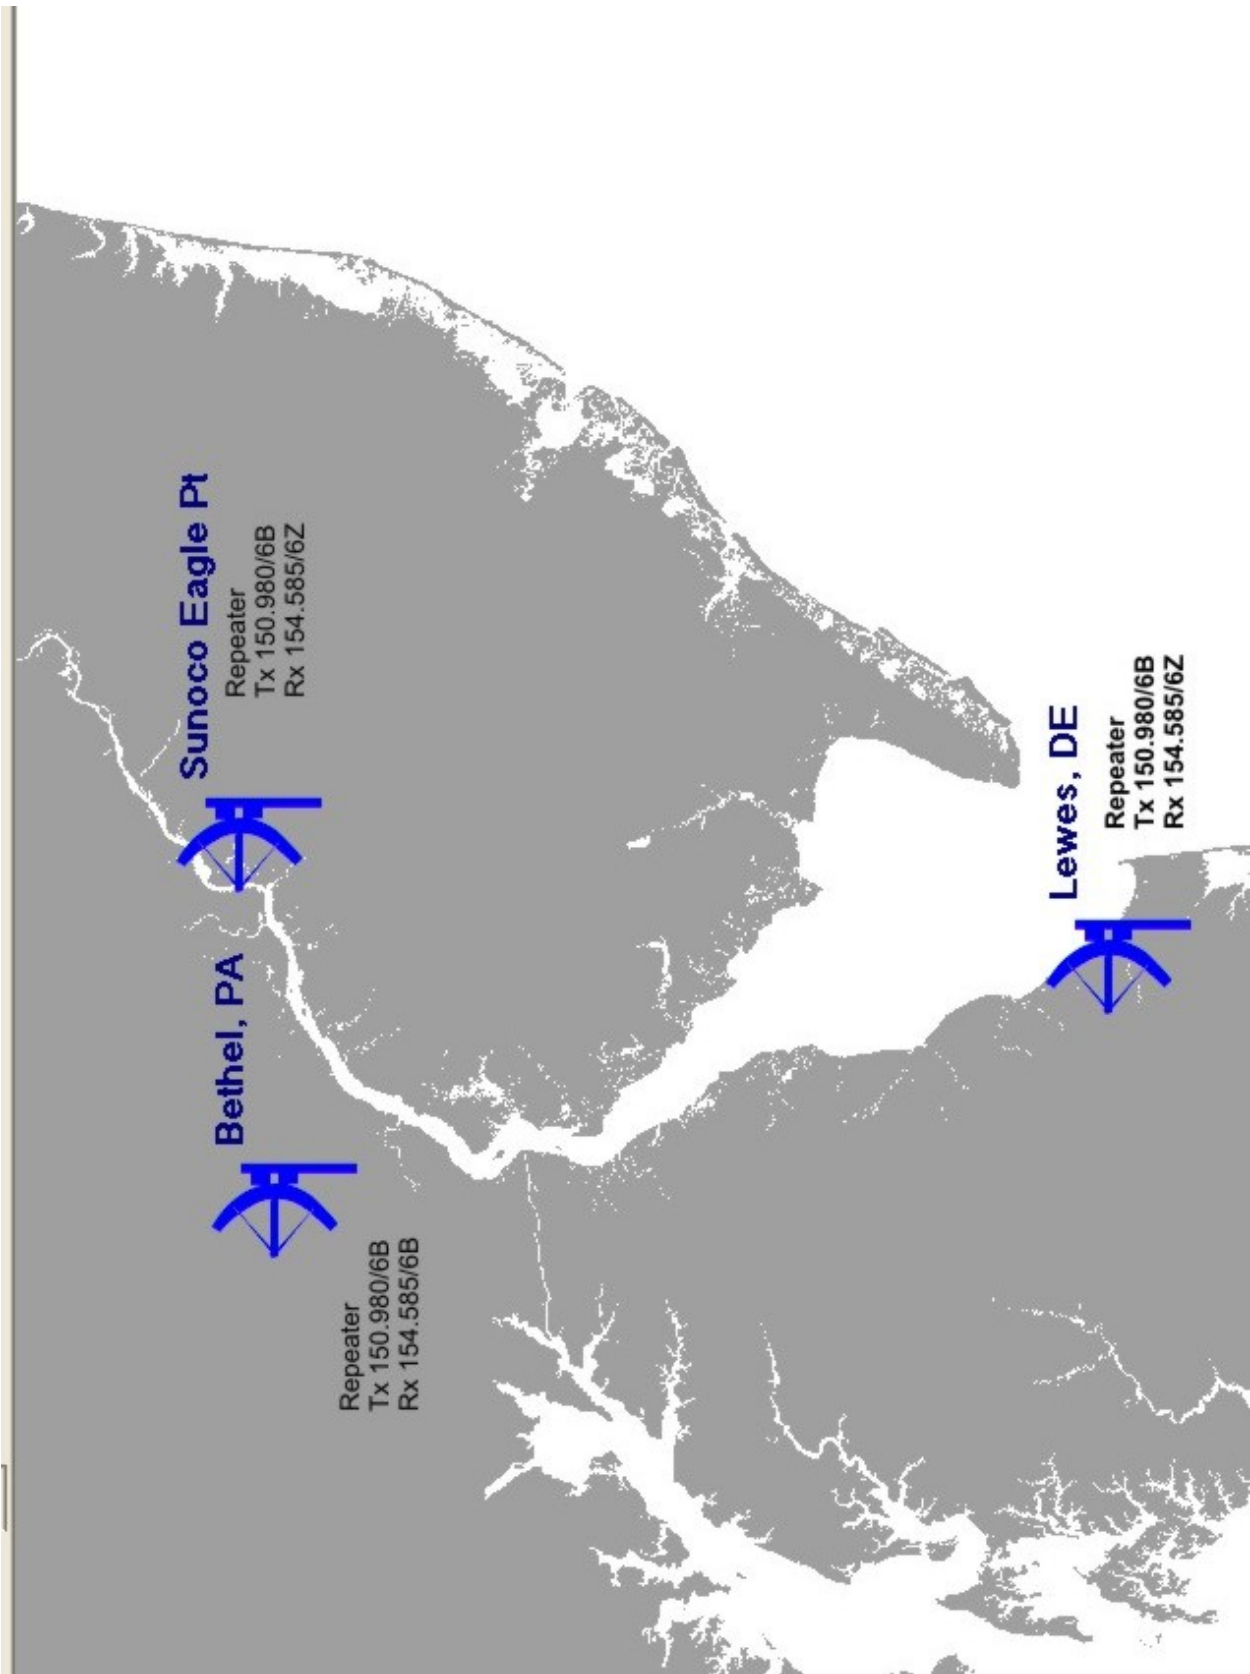 Sunoco Eagle Pt
Repeater
Tx 150.980/6B
Rx 154.585/6Z
Bethel, PA
Repeater
Tx 150.980/6B
Rx 154.585/6B
Lewes, DE
Repeater
Tx 150.980/6B
Rx 154.585/6Z